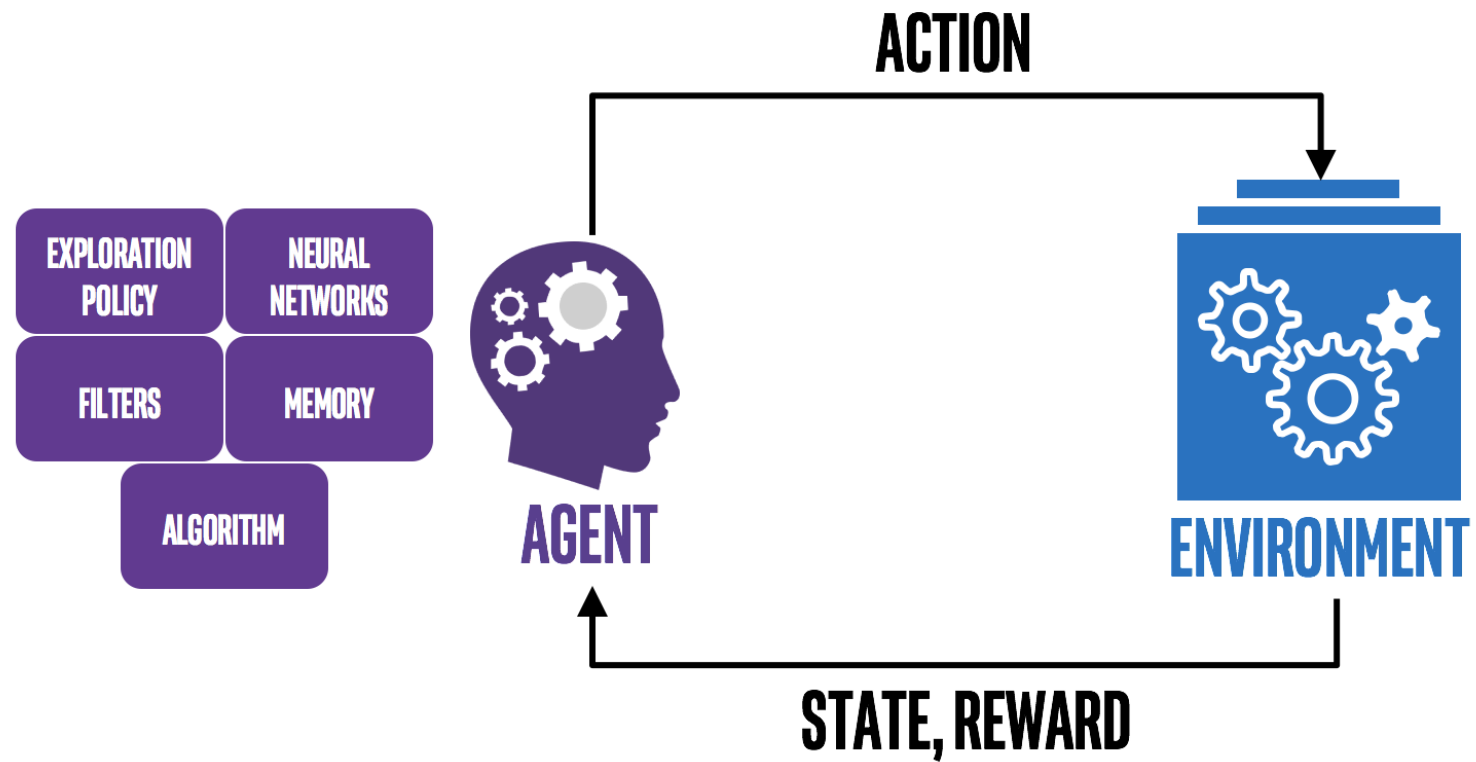 ACTION
EXPLORATION
POLICY
NEURAL
NETWORKS
FILTERS
MEMORY
ALGORITHM
AGENT
ENVIRONMENT
STATE, REWARD